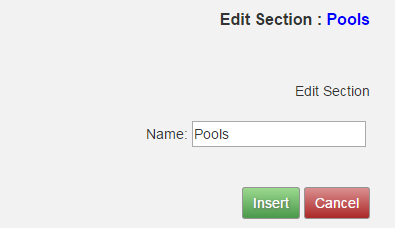 Edit Section : Pools
Edit Section
Name: Pools
Insert Cancel